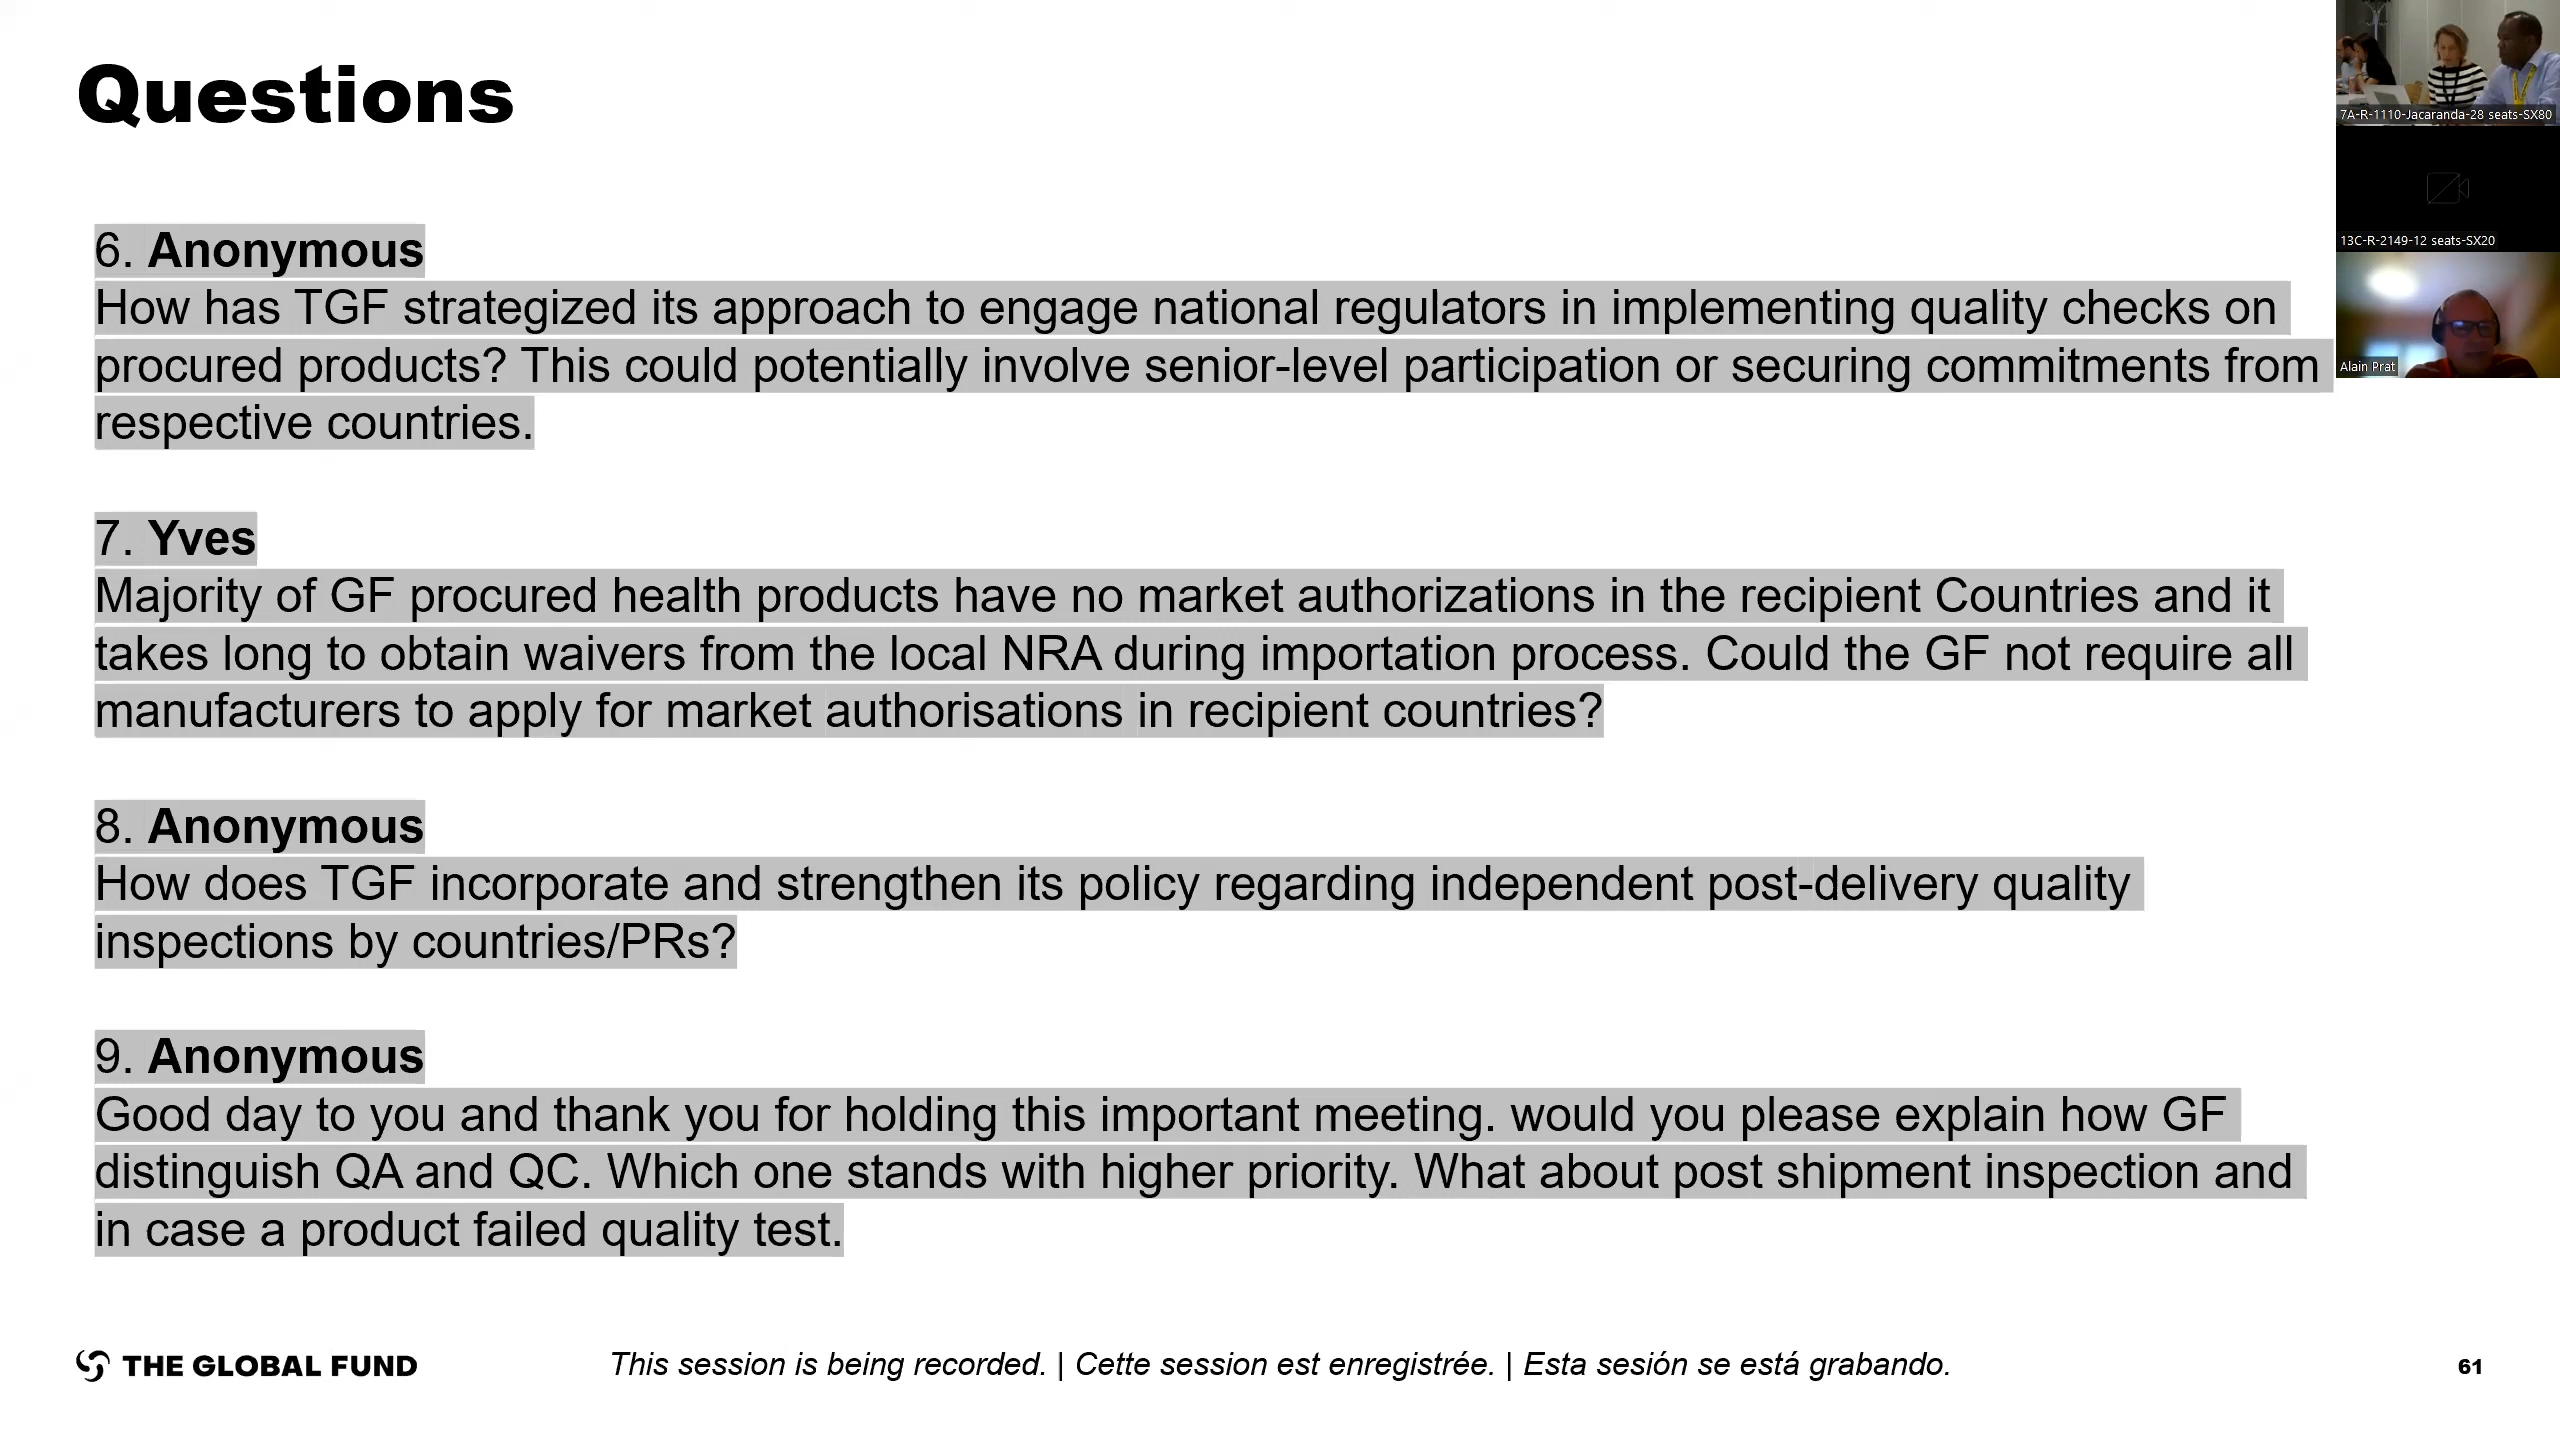 Questions
6. Anonymous
How has TGF strategized its approach to engage national regulators in implementing quality checks on
procured products? This could potentially involve senior-level participation or securing commitments from
respective countries.
7. Yves
Majority of GF procured health products have no market authorizations in the recipient Countries and it
takes long to obtain waivers from the local NRA during importation process. Could the GF not require all
manufacturers to apply for market authorisations in recipient countries?
8. Anonymous
How does TGF incorporate and strengthen its policy regarding independent post-delivery quality
inspections by countries/PRs?
9. Anonymous
Good day to you and thank you for holding this important meeting. would you please explain how GF
distinguish QA and QC. Which one stands with higher priority. What about post shipment inspection and
in case a product failed quality test.
THE GLOBAL FUND
This session is being recorded. | Cette session est enregistrée. | Esta sesión se está grabando.
61
7A-R-1110-Jacaranda-28 seats-SX80
13C-R-2149-12 seats-SX20
Alain Prat